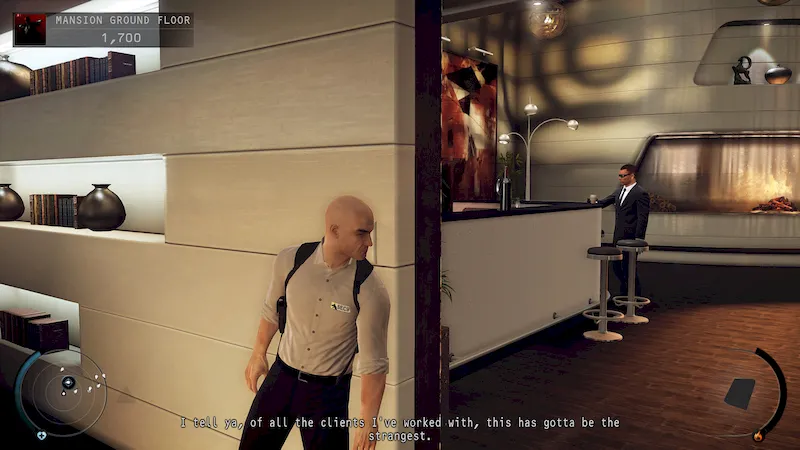 MANSION GROUND FLOOR
1,700
I tell ya, of all the clients I've worked with, this has gotta be the
strangest.